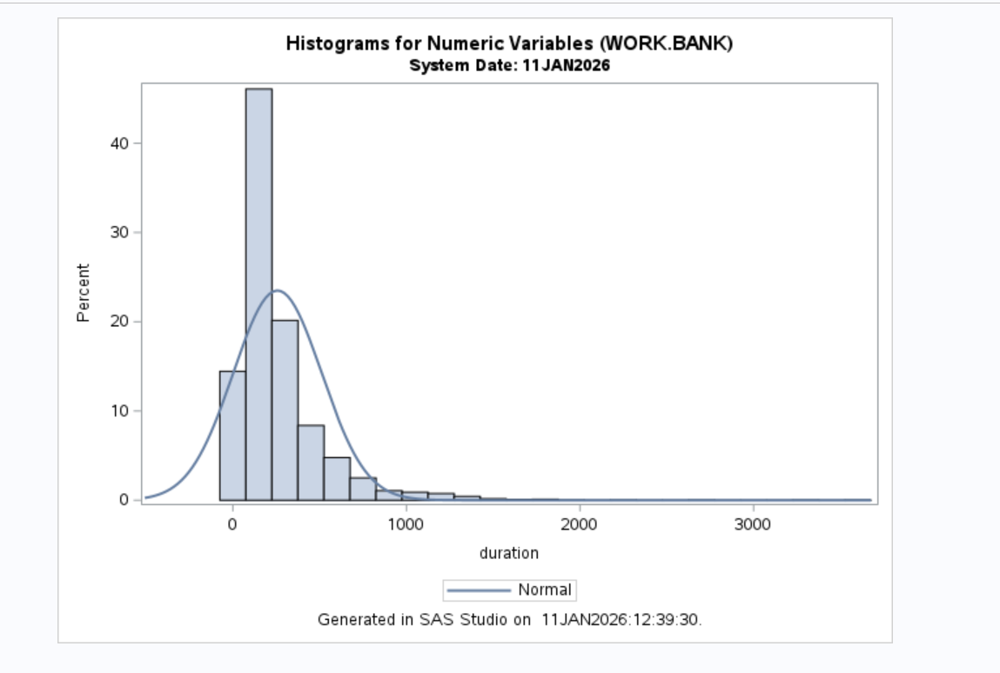 Histograms for Numeric Variables (WORK.BANK)
System Date: 11JAN2026
40
30
20
10
0
Percent
0 1000 2000 3000
duration
Normal
Generated in SAS Studio on 11JAN2026:12:39:30.